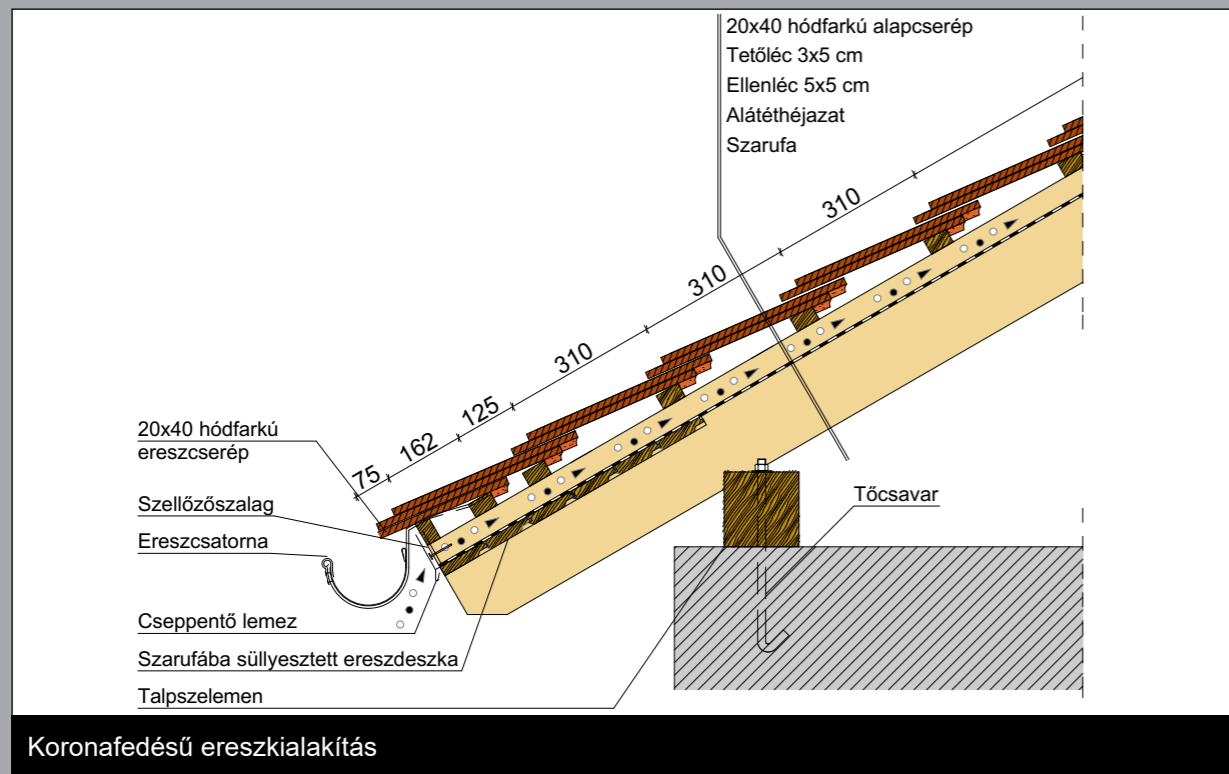 20x40 hódfarkú alapcserép
Tetőléc 3x5 cm
Ellenléc 5x5 cm
Alátéthéjazat
Szarufa
310
310
310
125
162
75
20x40 hódfarkú
ereszcserép
Szellőzőszalag
Ereszcsatorna
Tőcsavar
Cseppentő lemez
Szarufába süllyesztett ereszdeszka
Talpszelemen
Koronafedésű ereszkialakítás